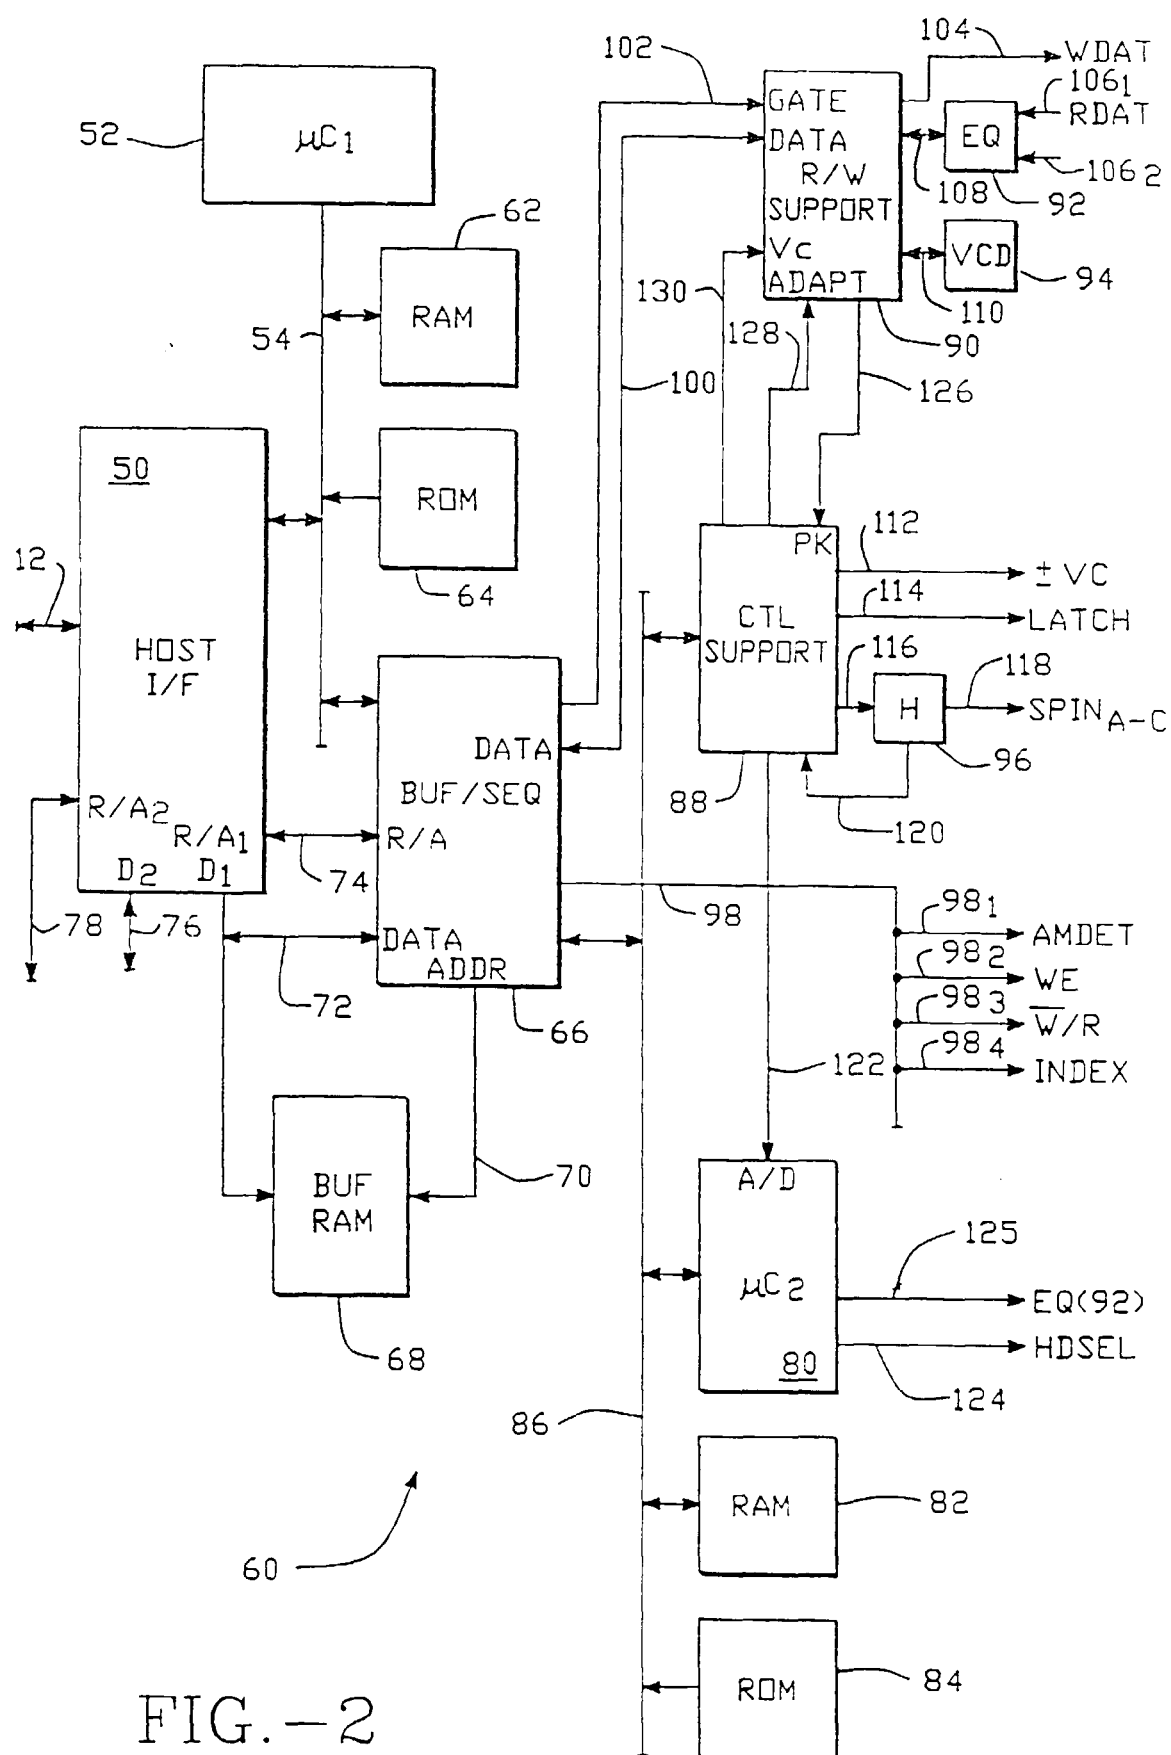 104
WDAT
102
106₁
RDAT
GATE
DATA
EQ
R/W
SUPPORT
108
106₂
92
52
µC₁
62
Vc
ADAPT
VCO
94
110
130
90
RAM
54
128
100
126
50
ROM
64
PK
112
±VC
12
CTL
SUPPORT
114
LATCH
HOST
I/F
116
118
H
SPIN_A-C
96
DATA
BUF/SEQ
88
120
R/A₂
R/A₁
R/A
D₂
D₁
74
98
98₁
AMDET
78
76
DATA
ADDR
98₂
WE
72
66
98₃
W̅/R
98₄
INDEX
122
A/D
70
BUF
RAM
125
µC₂
EQ(92)
68
80
HDSEL
124
86
RAM
82
60
ROM
84
FIG.-2